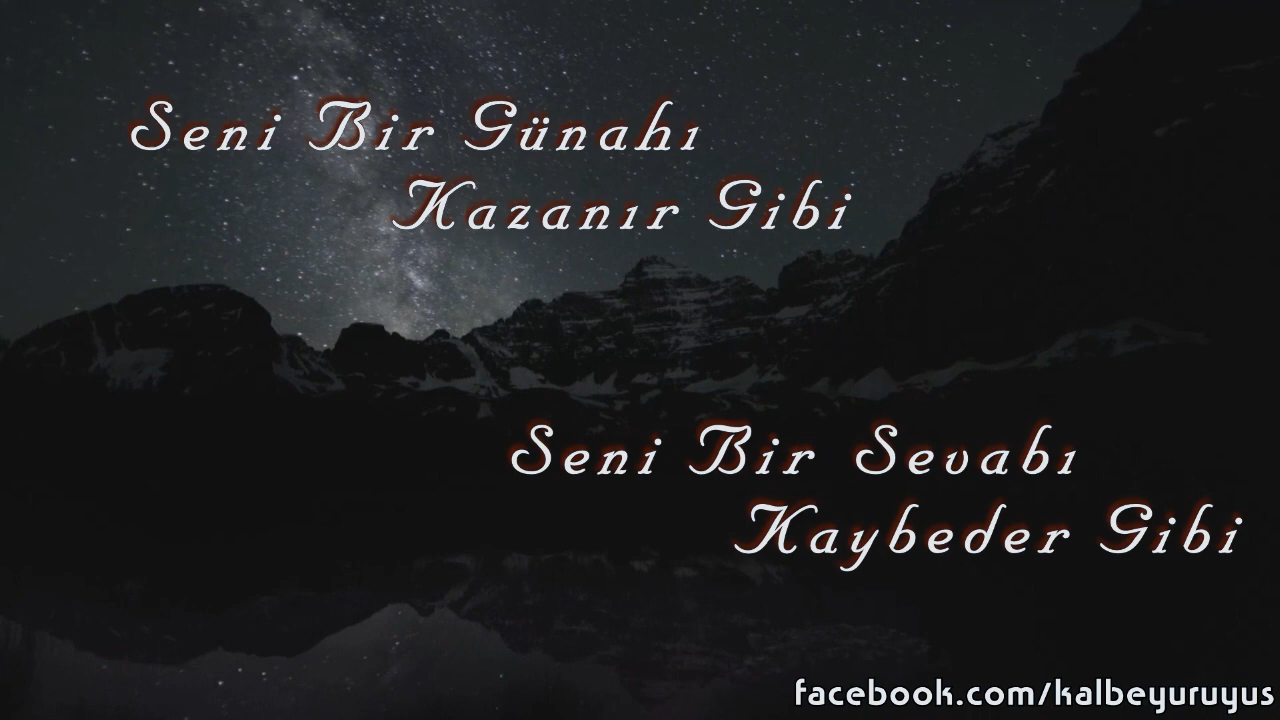 Seni Bir Günahı
Kazanır Gibi
Seni Bir Sevabı
Kaybeder Gibi
facebook.com/kalbeyuruyus